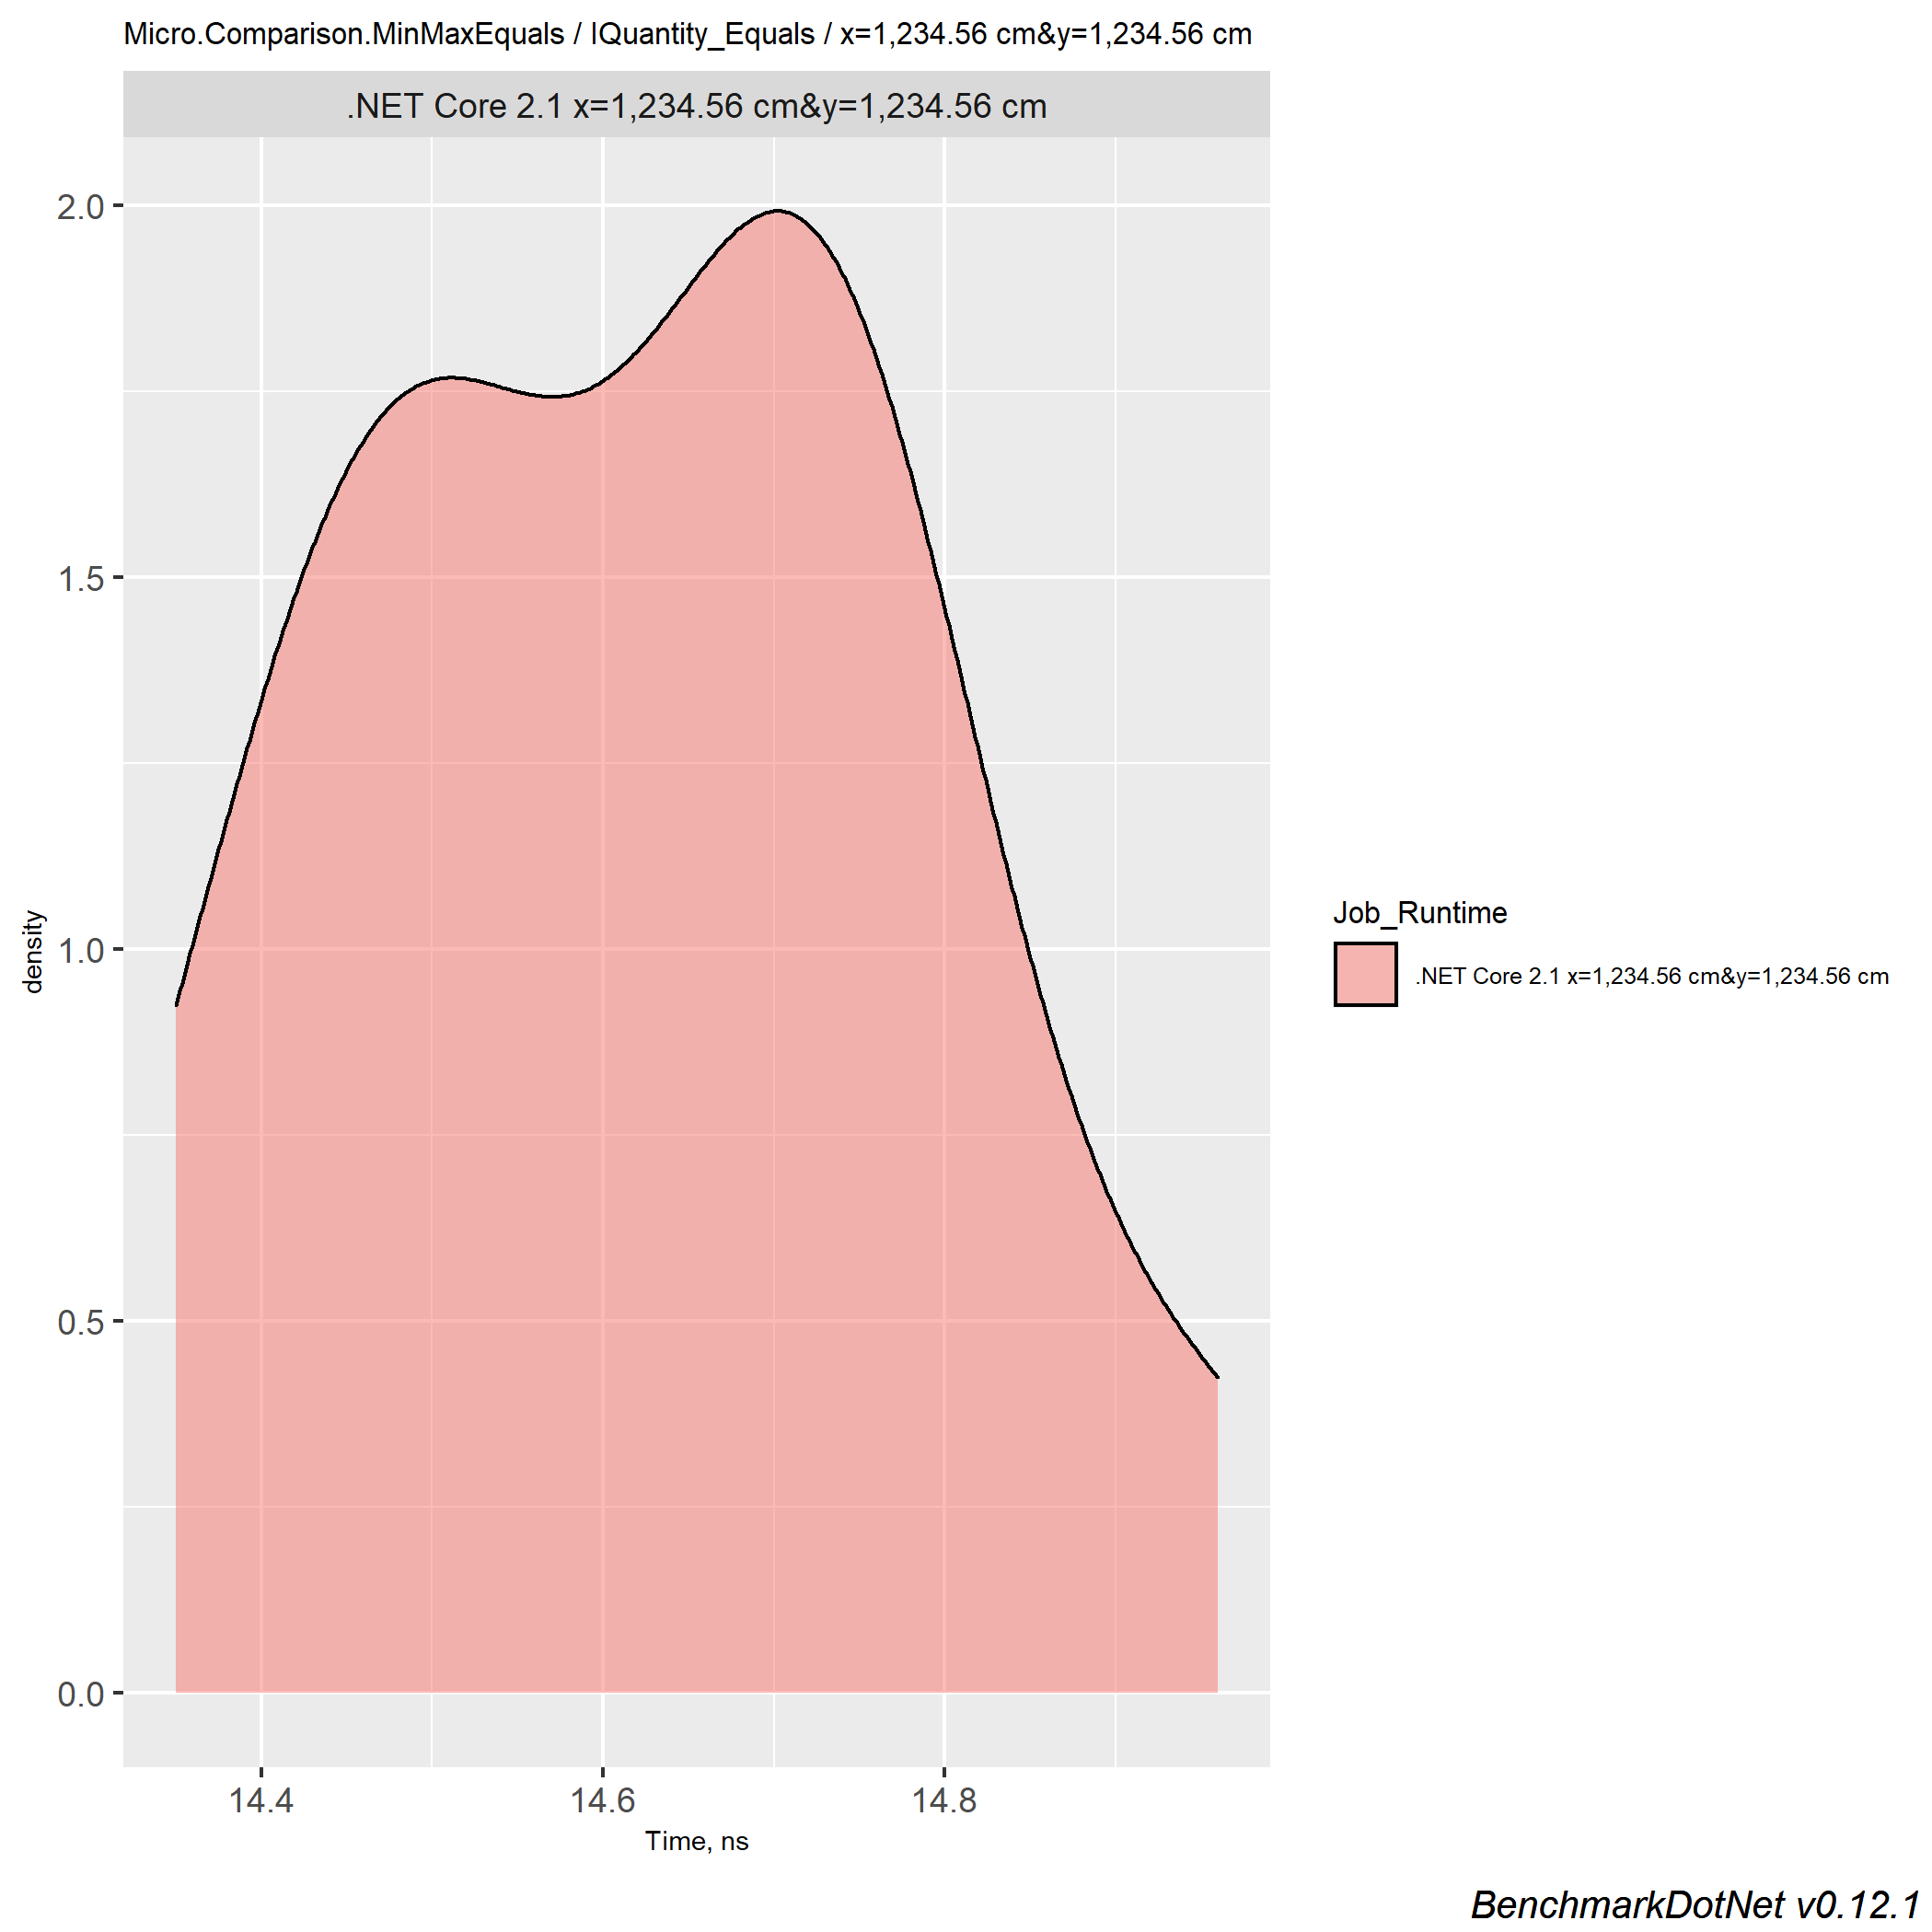 Micro.Comparison.MinMaxEquals / IQuantity_Equals / x=1,234.56 cm&y=1,234.56 cm
.NET Core 2.1 x=1,234.56 cm&y=1,234.56 cm
2.0
1.5
1.0
0.5
0.0
density
14.4 14.6 14.8
Time, ns
Job_Runtime
.NET Core 2.1 x=1,234.56 cm&y=1,234.56 cm
BenchmarkDotNet v0.12.1